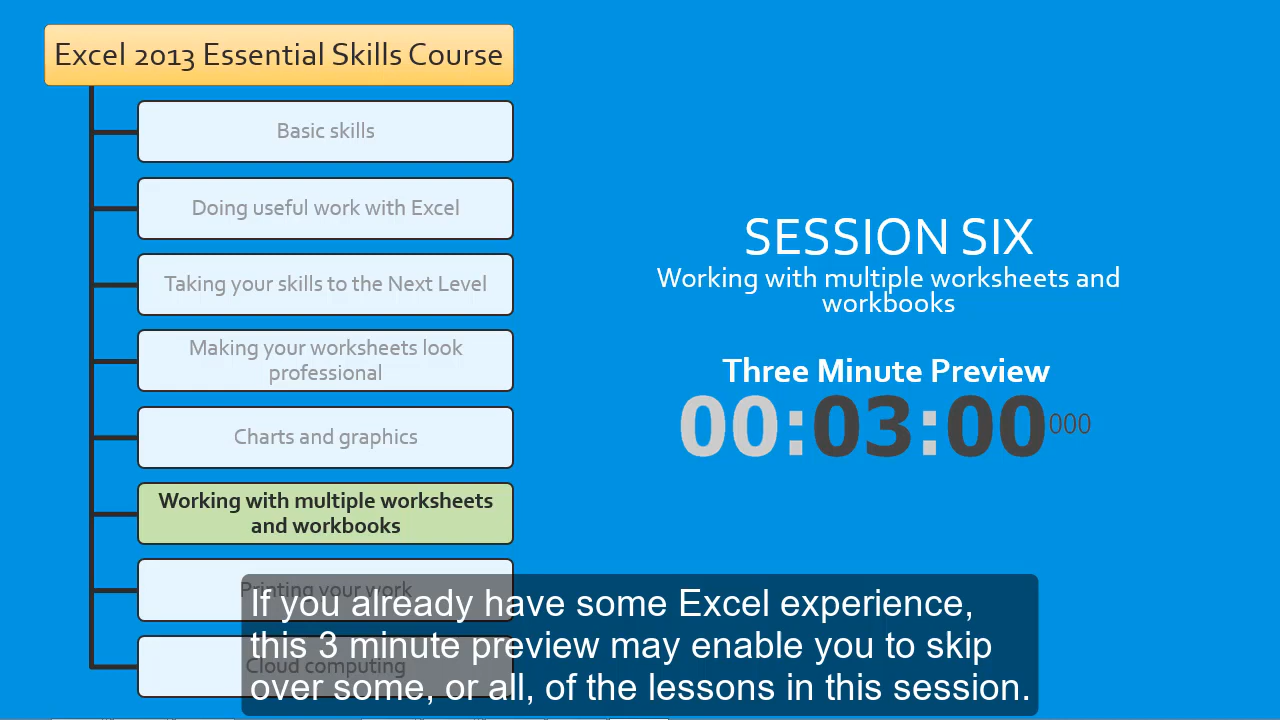 Excel 2013 Essential Skills Course
Basic skills
Doing useful work with Excel
Taking your skills to the Next Level
Making your worksheets look
professional
Charts and graphics
Working with multiple worksheets
and workbooks
Printing your work
Cloud computing
SESSION SIX
Working with multiple worksheets and
workbooks
Three Minute Preview
00:03:00000
If you already have some Excel experience,
this 3 minute preview may enable you to skip
over some, or all, of the lessons in this session.